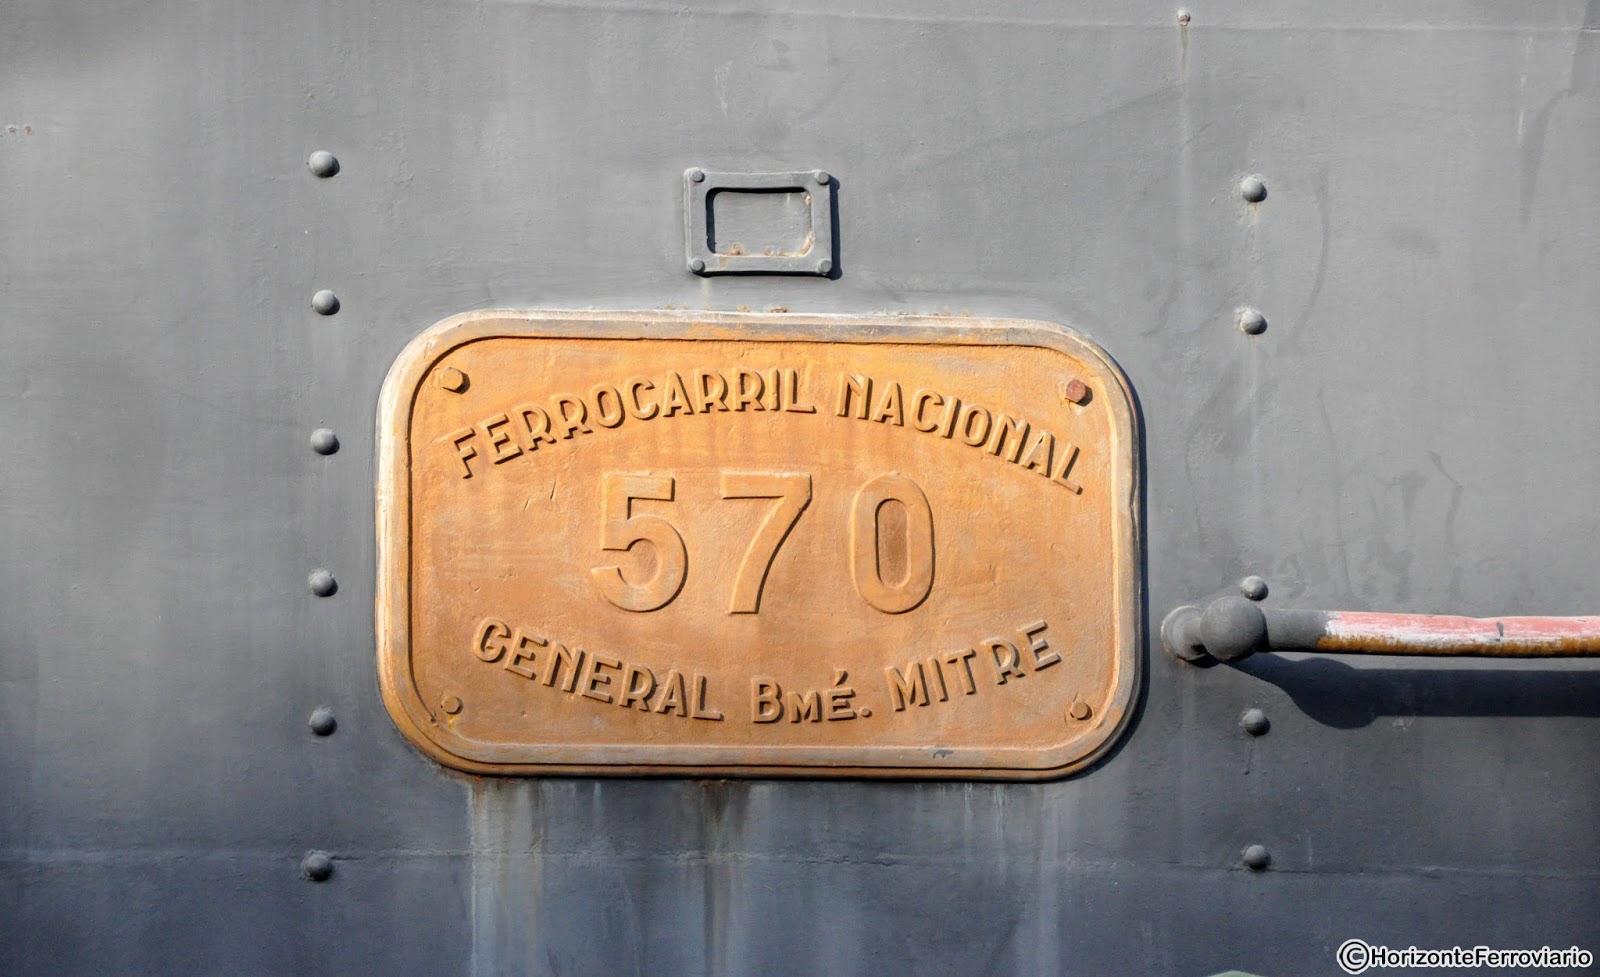 FERROCARRIL NACIONAL
570
GENERAL BMÉ. MITRE
©HorizonteFerroviario